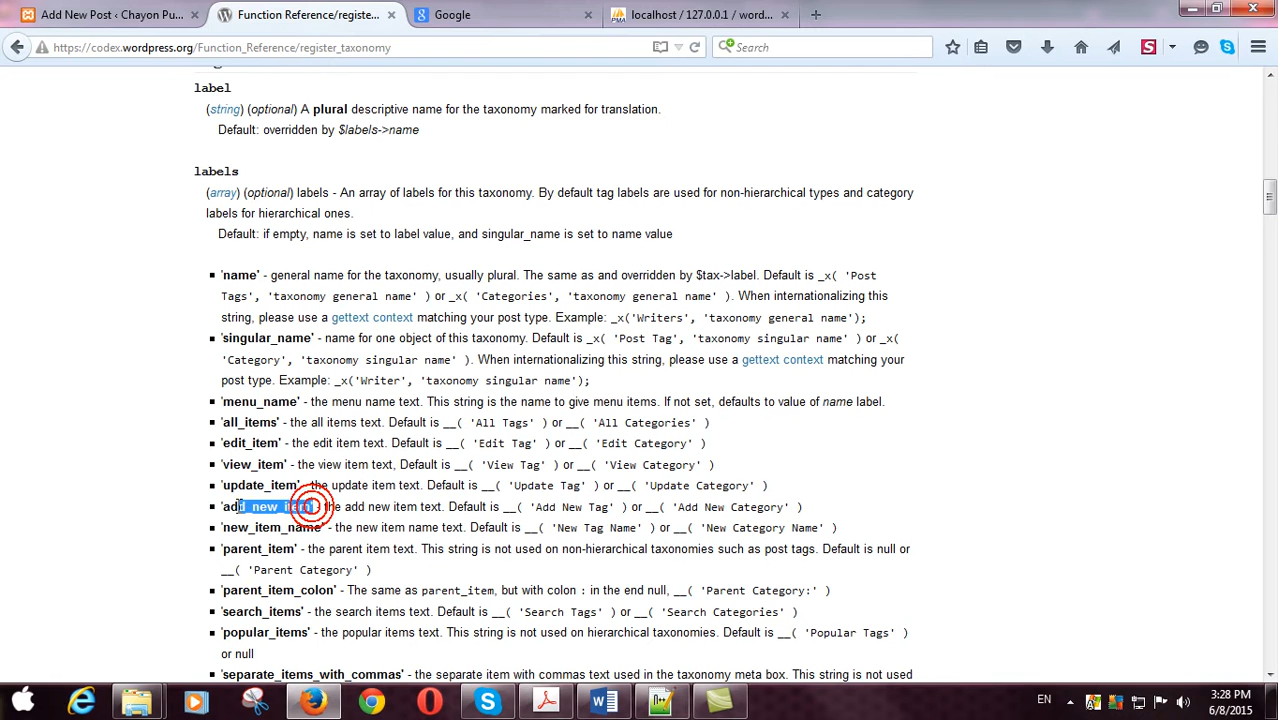 Add New Post ‹ Chayon Pu... × Function Reference/registe... × Google × localhost / 127.0.0.1 / word... × +
https://codex.wordpress.org/Function_Reference/register_taxonomy Search
label
(string) (optional) A plural descriptive name for the taxonomy marked for translation.
Default: overridden by $labels->name
labels
(array) (optional) labels - An array of labels for this taxonomy. By default tag labels are used for non-hierarchical types and category
labels for hierarchical ones.
Default: if empty, name is set to label value, and singular_name is set to name value
'name' - general name for the taxonomy, usually plural. The same as and overridden by $tax->label. Default is _x( 'Post
Tags', 'taxonomy general name' ) or _x( 'Categories', 'taxonomy general name' ). When internationalizing this
string, please use a gettext context matching your post type. Example: _x('Writers', 'taxonomy general name');
'singular_name' - name for one object of this taxonomy. Default is _x( 'Post Tag', 'taxonomy singular name' ) or _x(
'Category', 'taxonomy singular name' ). When internationalizing this string, please use a gettext context matching your
post type. Example: _x('Writer', 'taxonomy singular name');
'menu_name' - the menu name text. This string is the name to give menu items. If not set, defaults to value of name label.
'all_items' - the all items text. Default is __( 'All Tags' ) or __( 'All Categories' )
'edit_item' - the edit item text. Default is __( 'Edit Tag' ) or __( 'Edit Category' )
'view_item' - the view item text, Default is __( 'View Tag' ) or __( 'View Category' )
'update_item' - the update item text. Default is __( 'Update Tag' ) or __( 'Update Category' )
'add_new_item' - the add new item text. Default is __( 'Add New Tag' ) or __( 'Add New Category' )
'new_item_name' - the new item name text. Default is __( 'New Tag Name' ) or __( 'New Category Name' )
'parent_item' - the parent item text. This string is not used on non-hierarchical taxonomies such as post tags. Default is null or
__( 'Parent Category' )
'parent_item_colon' - The same as parent_item, but with colon : in the end null, __( 'Parent Category:' )
'search_items' - the search items text. Default is __( 'Search Tags' ) or __( 'Search Categories' )
'popular_items' - the popular items text. This string is not used on hierarchical taxonomies. Default is __( 'Popular Tags' )
or null
'separate_items_with_commas' - the separate item with commas text used in the taxonomy meta box. This string is not used
EN 3:28 PM
6/8/2015